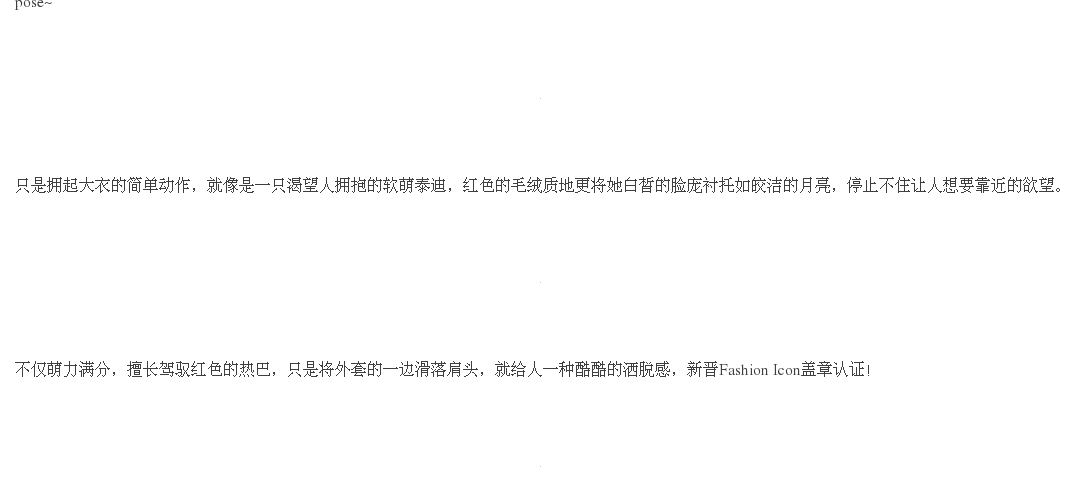 pose~
只是拥起大衣的简单动作，就像是一只渴望人拥抱的软萌泰迪，红色的毛绒质地更将她白皙的脸庞衬托如皎洁的月亮，停止不住让人想要靠近的欲望。
不仅萌力满分，擅长驾驭红色的热巴，只是将外套的一边滑落肩头，就给人一种酷酷的洒脱感，新晋Fashion Icon盖章认证!